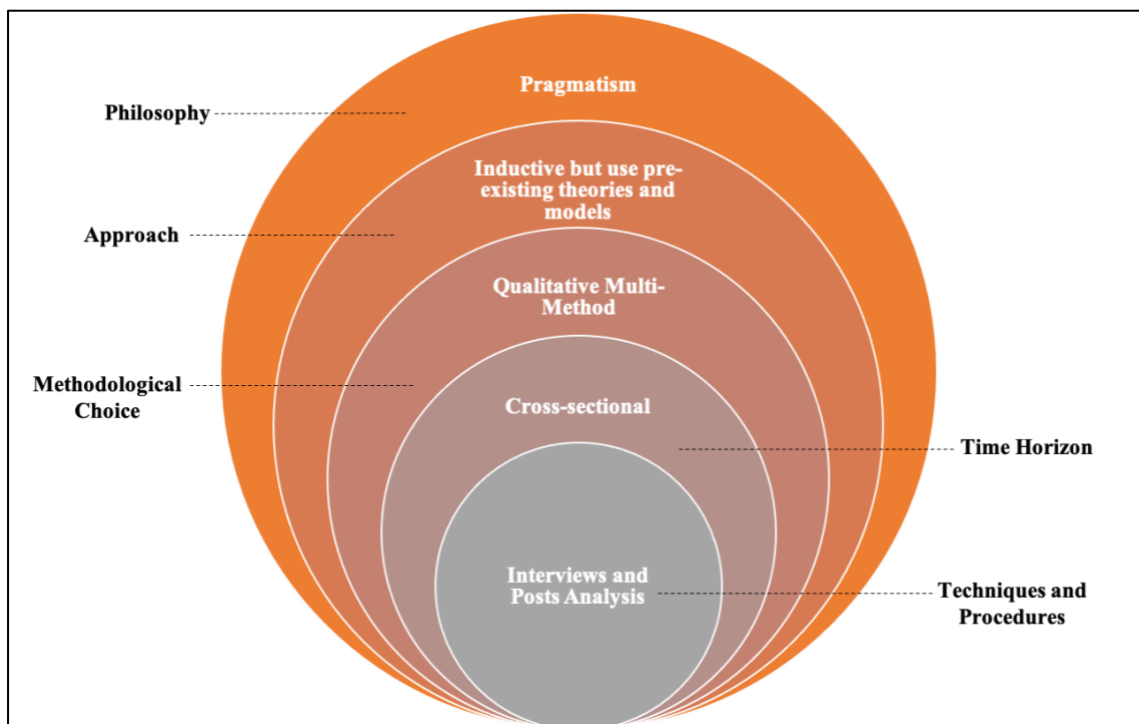 Pragmatism
Philosophy
Inductive but use pre-
existing theories and
models
Approach
Qualitative Multi-
Method
Methodological
Choice
Cross-sectional
Time Horizon
Interviews and
Posts Analysis
Techniques and
Procedures